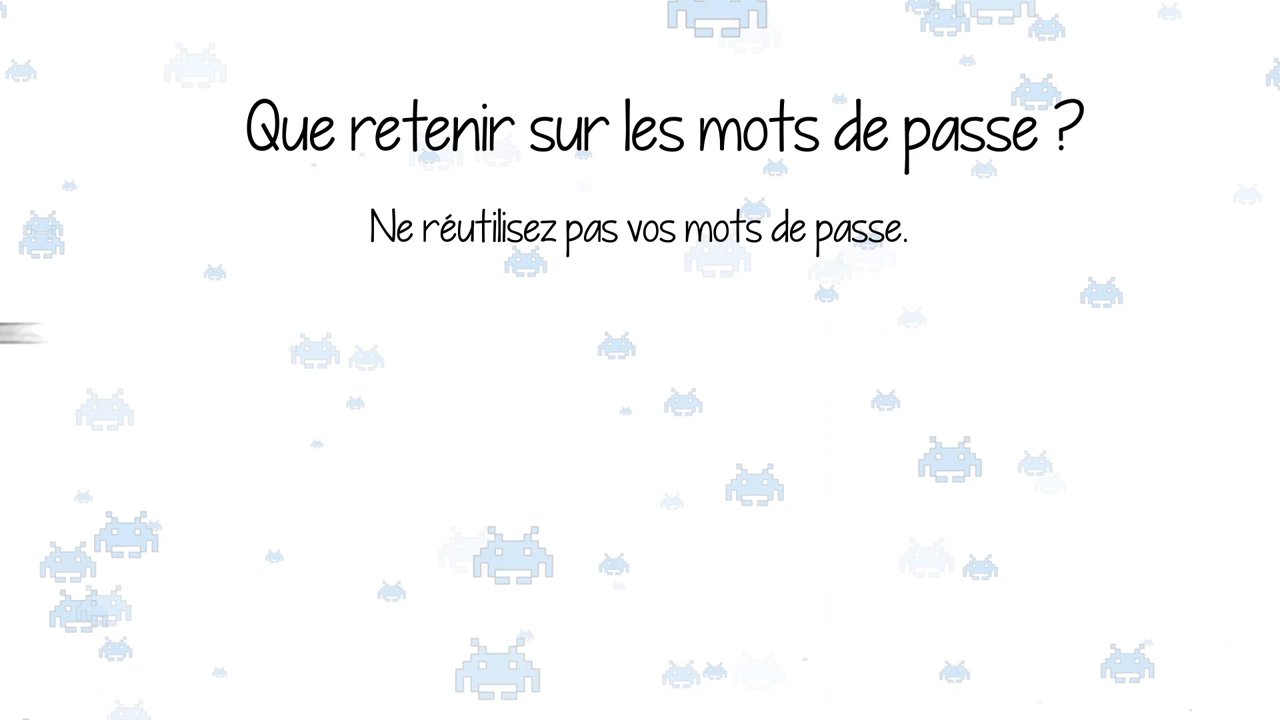 Que retenir sur les mots de passe ?
Ne réutilisez pas vos mots de passe.